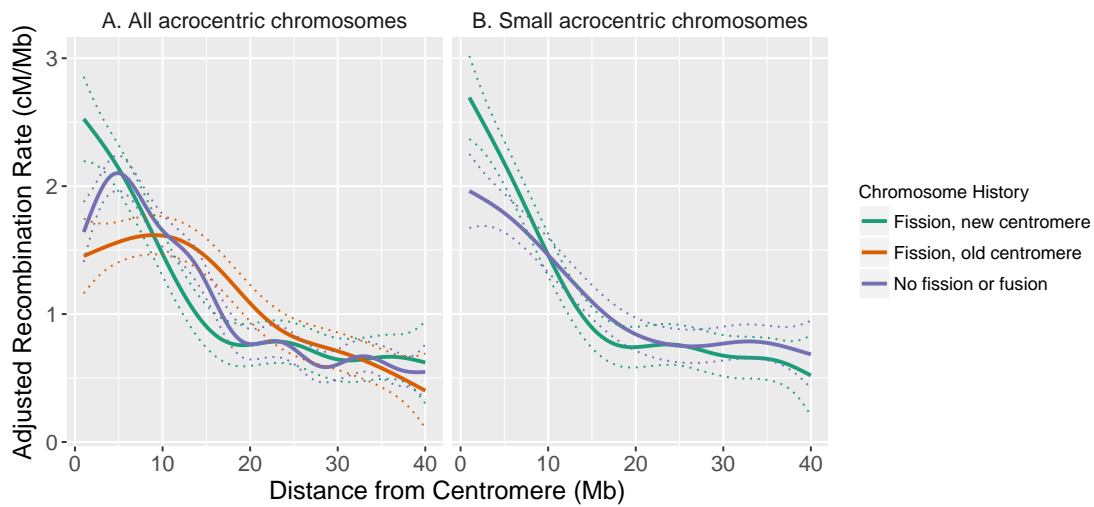 A. All acrocentric chromosomes
B. Small acrocentric chromosomes
Adjusted Recombination Rate (cM/Mb)
3
2
1
0
0 10 20 30 40
0 10 20 30 40
Distance from Centromere (Mb)
Chromosome History
Fission, new centromere
Fission, old centromere
No fission or fusion